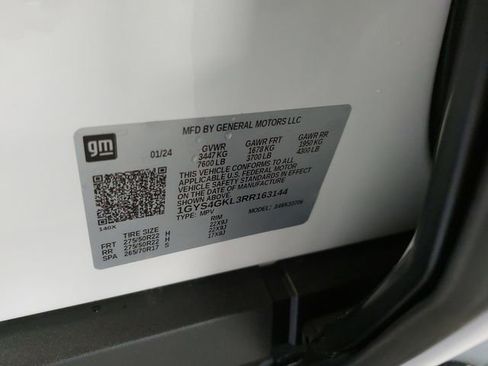 MFD BY GENERAL MOTORS LLC
gm
01/24 GVWR GAWR FRT GAWR RR
3447 KG 1678 KG 1950 KG
7600 LB 3700 LB 4300 LB
THIS VEHICLE CONFORMS TO ALL
APPLICABLE U.S. FEDERAL MOTOR
VEHICLE SAFETY STANDARDS IN EFFECT
ON THE DATE OF MANUFACTURE
SHOWN ABOVE.
1GYS4GKL3RR163144
TYPE: MPV MODEL:
140X
TIRE SIZE RIM
FRT 275/50R22 H 22X9J
RR 275/50R22 H 22X9J
SPA 265/70R17 S 17X8J